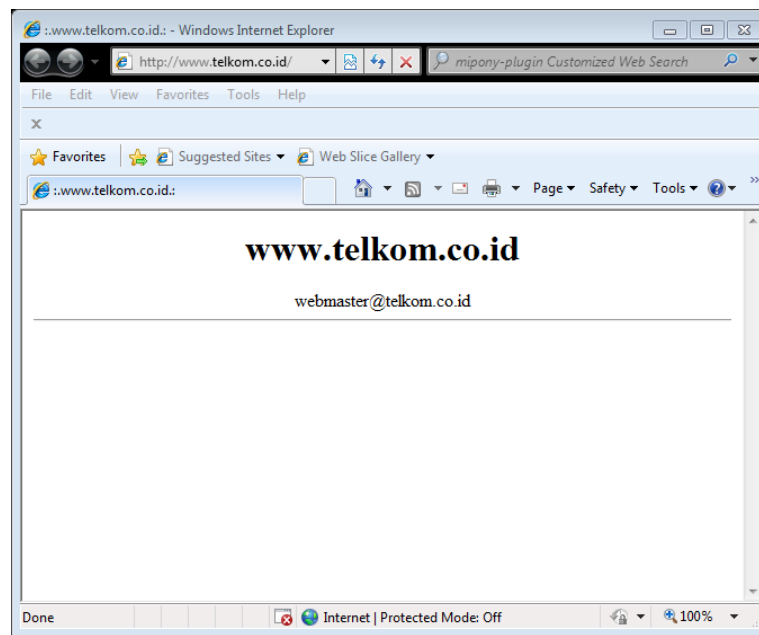 :.www.telkom.co.id.: - Windows Internet Explorer
http://www.telkom.co.id/ mipony-plugin Customized Web Search
File Edit View Favorites Tools Help
x
Favorites Suggested Sites Web Slice Gallery
:.www.telkom.co.id.: Page Safety Tools »
www.telkom.co.id
webmaster@telkom.co.id
Done Internet | Protected Mode: Off 100%